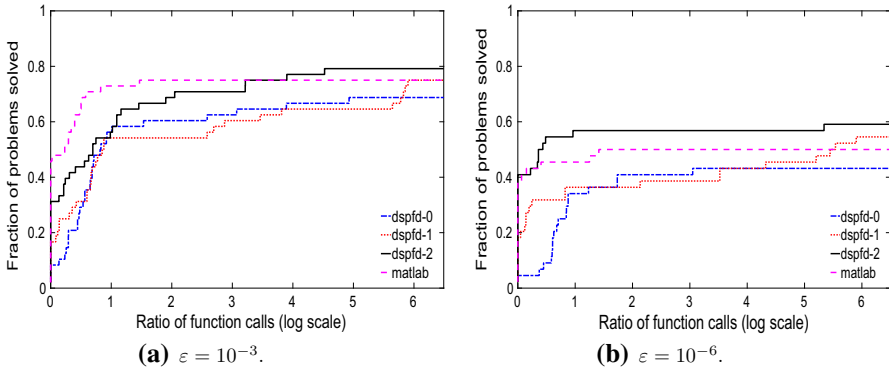 Fraction of problems solved
1
0.8
0.6
0.4
0.2
0
dspfd-0
dspfd-1
dspfd-2
matlab
0 1 2 3 4 5 6
Ratio of function calls (log scale)
(a) ε = 10⁻³.
Fraction of problems solved
1
0.8
0.6
0.4
0.2
0
dspfd-0
dspfd-1
dspfd-2
matlab
0 1 2 3 4 5 6
Ratio of function calls (log scale)
(b) ε = 10⁻⁶.